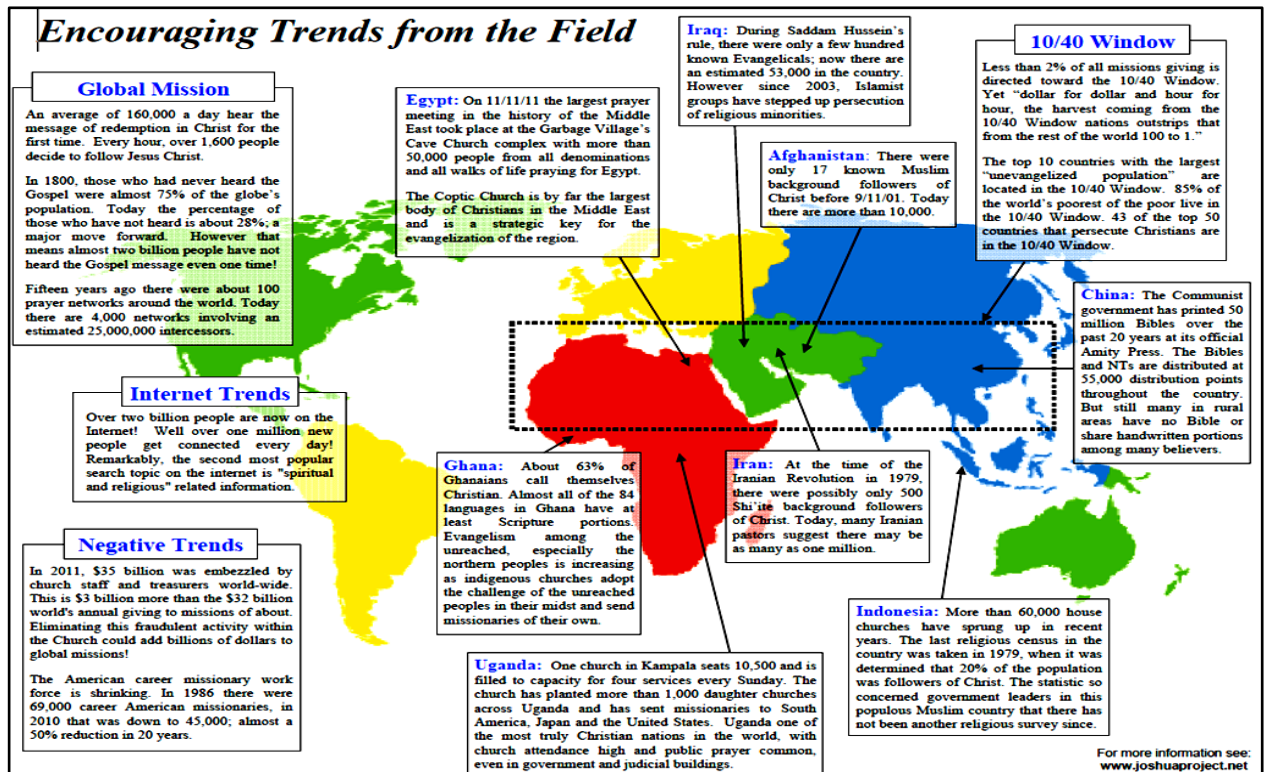 Encouraging Trends from the Field
Global Mission
An average of 160,000 a day hear the
message of redemption in Christ for the
first time. Every hour, over 1,600 people
decide to follow Jesus Christ.
In 1800, those who had never heard the
Gospel were almost 75% of the globe's
population. Today the percentage of
those who have not heard is about 28%; a
major move forward. However that
means almost two billion people have not
heard the Gospel message even one time!
Fifteen years ago there were about 100
prayer networks around the world. Today
there are 4,000 networks involving an
estimated 25,000,000 intercessors.
Internet Trends
Over two billion people are now on the
Internet! Well over one million new
people get connected every day!
Remarkably, the second most popular
search topic on the internet is "spiritual
and religious" related information.
Negative Trends
In 2011, $35 billion was embezzled by
church staff and treasurers world-wide.
This is $3 billion more than the $32 billion
world's annual giving to missions of about.
Eliminating this fraudulent activity within
the Church could add billions of dollars to
global missions!
The American career missionary work
force is shrinking. In 1986 there were
69,000 career American missionaries, in
2010 that was down to 45,000; almost a
50% reduction in 20 years.
Egypt: On 11/11/11 the largest prayer
meeting in the history of the Middle
East took place at the Garbage Village's
Cave Church complex with more than
50,000 people from all denominations
and all walks of life praying for Egypt.
The Coptic Church is by far the largest
body of Christians in the Middle East
and is a strategic key for the
evangelization of the region.
Iraq: During Saddam Hussein's
rule, there were only a few hundred
known Evangelicals; now there are
an estimated 53,000 in the country.
However since 2003, Islamist
groups have stepped up persecution
of religious minorities.
Afghanistan: There were
only 17 known Muslim
background followers of
Christ before 9/11/01. Today
there are more than 10,000.
10/40 Window
Less than 2% of all missions giving is
directed toward the 10/40 Window.
Yet "dollar for dollar and hour for
hour, the harvest coming from the
10/40 Window nations outstrips that
from the rest of the world 100 to 1."
The top 10 countries with the largest
"unevangelized population" are
located in the 10/40 Window. 85% of
the world's poorest of the poor live in
the 10/40 Window. 43 of the top 50
countries that persecute Christians are
in the 10/40 Window.
China: The Communist
government has printed 50
million Bibles over the
past 20 years at its official
Amity Press. The Bibles
and NTs are distributed at
55,000 distribution points
throughout the country.
But still many in rural
areas have no Bible or
share handwritten portions
among many believers.
Ghana: About 63% of
Ghanaians call themselves
Christian. Almost all of the 84
languages in Ghana have at
least Scripture portions.
Evangelism among the
unreached, especially the
northern peoples is increasing
as indigenous churches adopt
the challenge of the unreached
peoples in their midst and send
missionaries of their own.
Iran: At the time of the
Iranian Revolution in 1979,
there were possibly only 500
Shi'ite background followers
of Christ. Today, many Iranian
pastors suggest there may be
as many as one million.
Uganda: One church in Kampala seats 10,500 and is
filled to capacity for four services every Sunday. The
church has planted more than 1,000 daughter churches
across Uganda and has sent missionaries to South
America, Japan and the United States. Uganda one of
the most truly Christian nations in the world, with
church attendance high and public prayer common,
even in government and judicial buildings.
Indonesia: More than 60,000 house
churches have sprung up in recent
years. The last religious census in the
country was taken in 1979, when it was
determined that 20% of the population
was followers of Christ. The statistic so
concerned government leaders in this
populous Muslim country that there has
not been another religious survey since.
For more information see:
www.joshuaproject.net